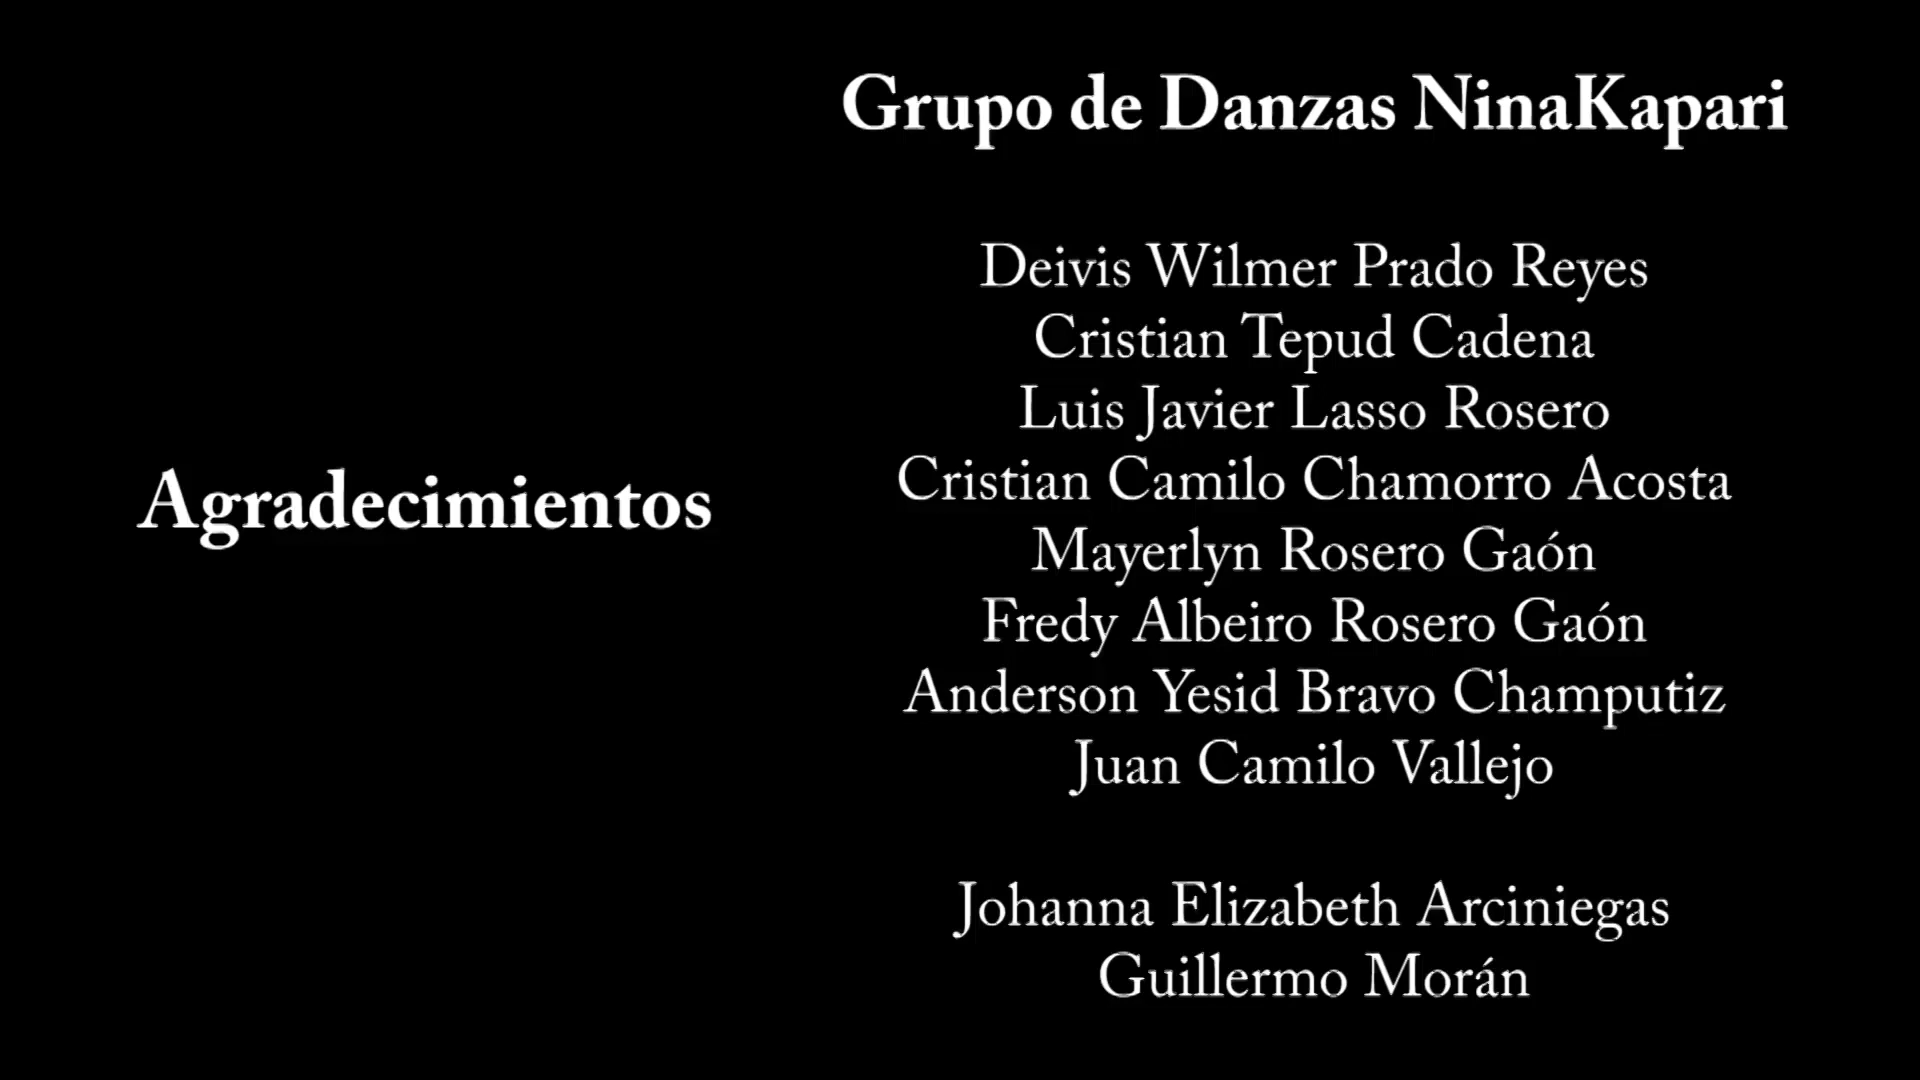 Agradecimientos
Grupo de Danzas NinaKapari
Deivis Wilmer Prado Reyes
Cristian Tepud Cadena
Luis Javier Lasso Rosero
Cristian Camilo Chamorro Acosta
Mayerlyn Rosero Gaón
Fredy Albeiro Rosero Gaón
Anderson Yesid Bravo Champutiz
Juan Camilo Vallejo
Johanna Elizabeth Arciniegas
Guillermo Morán